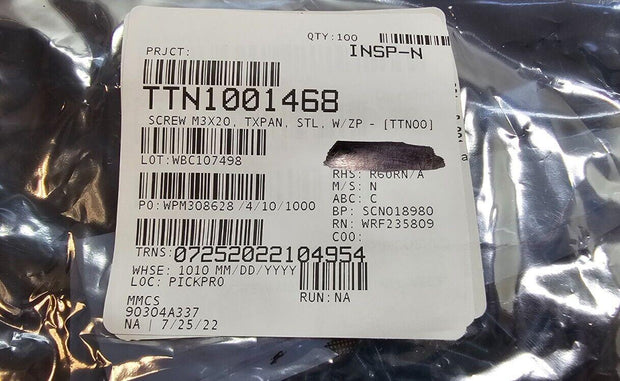 QTY: 100
PRJCT:
INSP-N
TTN1001468
SCREW M3X20, TXPAN, STL, W/ZP - [TTN00]
LOT: WBC107498
RHS: R60RN/A
M/S: N
ABC: C
PO: WPM308628 /4/10/1000
BP: SCN018980
RN: WRF235809
COO:
TRNS: 07252022104954
WHSE: 1010 MM/DD/YYYY
LOC: PICKPRO
RUN: NA
MMCS
90304A337
NA | 7/25/22